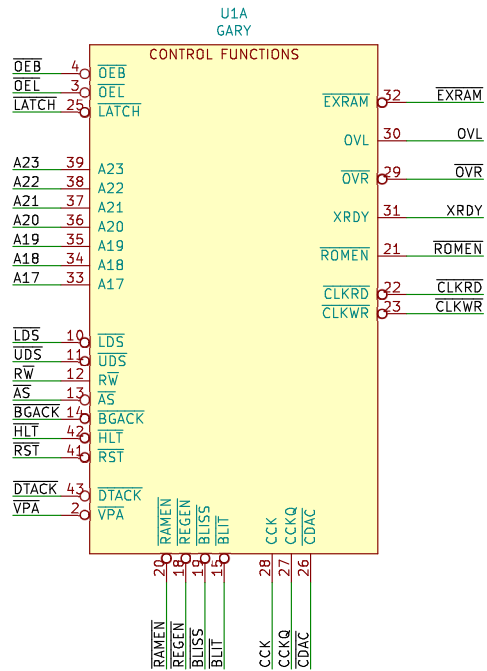 U1A
GARY
CONTROL FUNCTIONS
OEB 4 OEB
OEL 3 OEL
LATCH 25 LATCH
EXRAM 32 EXRAM
OVL 30 OVL
A23 39 A23
OVR 29 OVR
A22 38 A22
A21 37 A21
XRDY 31 XRDY
A20 36 A20
A19 35 A19
ROMEN 21 ROMEN
A18 34 A18
A17 33 A17
CLKRD 22 CLKRD
CLKWR 23 CLKWR
LDS 10 LDS
UDS 11 UDS
RW 12 RW
AS 13 AS
BGACK 14 BGACK
HLT 42 HLT
RST 41 RST
DTACK 43 DTACK
VPA 2 VPA
RAMEN 20 RAMEN
REGEN 18 REGEN
BLISS 19 BLISS
BLIT 15 BLIT
CCK 28 CCK
CCKQ 27 CCKQ
CDAC 26 CDAC